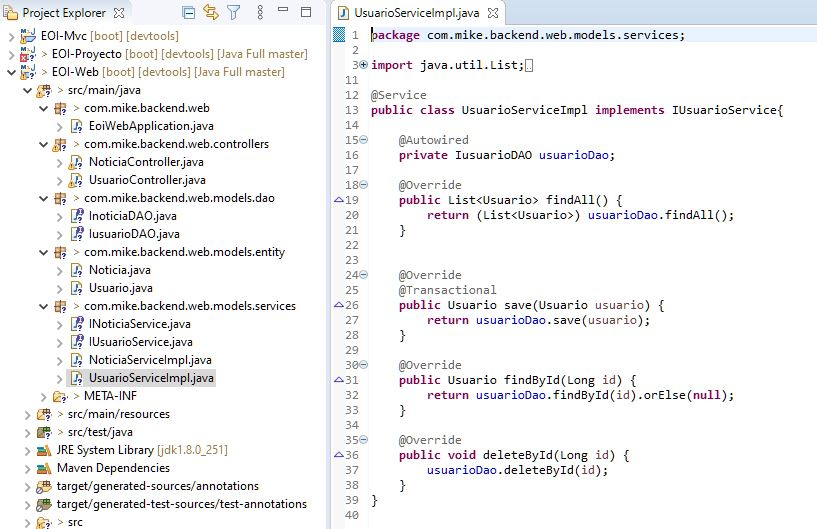 Project Explorer
EOI-Mvc [boot] [devtools]
> EOI-Proyecto [boot] [devtools] [Java Full master]
> EOI-Web [boot] [devtools] [Java Full master]
> src/main/java
> com.mike.backend.web
EoiWebApplication.java
> com.mike.backend.web.controllers
NoticiaController.java
UsuarioController.java
> com.mike.backend.web.models.dao
InoticiaDAO.java
IusuarioDAO.java
> com.mike.backend.web.models.entity
Noticia.java
Usuario.java
> com.mike.backend.web.models.services
INoticiaService.java
IUsuarioService.java
NoticiaServiceImpl.java
UsuarioServiceImpl.java
> META-INF
> src/main/resources
> src/test/java
JRE System Library [jdk1.8.0_251]
Maven Dependencies
target/generated-sources/annotations
target/generated-test-sources/test-annotations
> src
UsuarioServiceImpl.java
1 package com.mike.backend.web.models.services;
2
3 import java.util.List;
11
12 @Service
13 public class UsuarioServiceImpl implements IUsuarioService{
14
15 @Autowired
16 private IusuarioDAO usuarioDao;
17
18 @Override
19 public List<Usuario> findAll() {
20 return (List<Usuario>) usuarioDao.findAll();
21 }
22
23
24 @Override
25 @Transactional
26 public Usuario save(Usuario usuario) {
27 return usuarioDao.save(usuario);
28 }
29
30 @Override
31 public Usuario findById(Long id) {
32 return usuarioDao.findById(id).orElse(null);
33 }
34
35 @Override
36 public void deleteById(Long id) {
37 usuarioDao.deleteById(id);
38 }
39 }
40